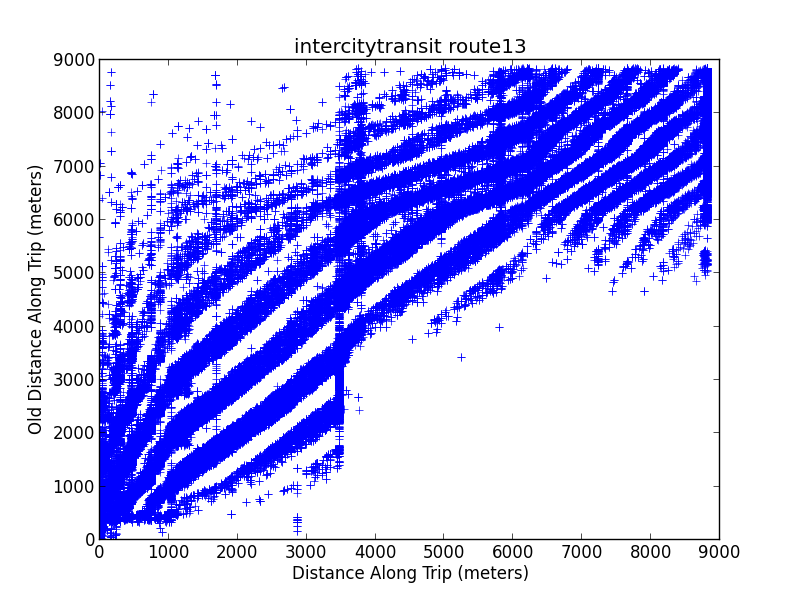 intercitytransit route13
9000
8000
7000
6000
5000
4000
3000
2000
1000
0
Old Distance Along Trip (meters)
0 1000 2000 3000 4000 5000 6000 7000 8000 9000
Distance Along Trip (meters)